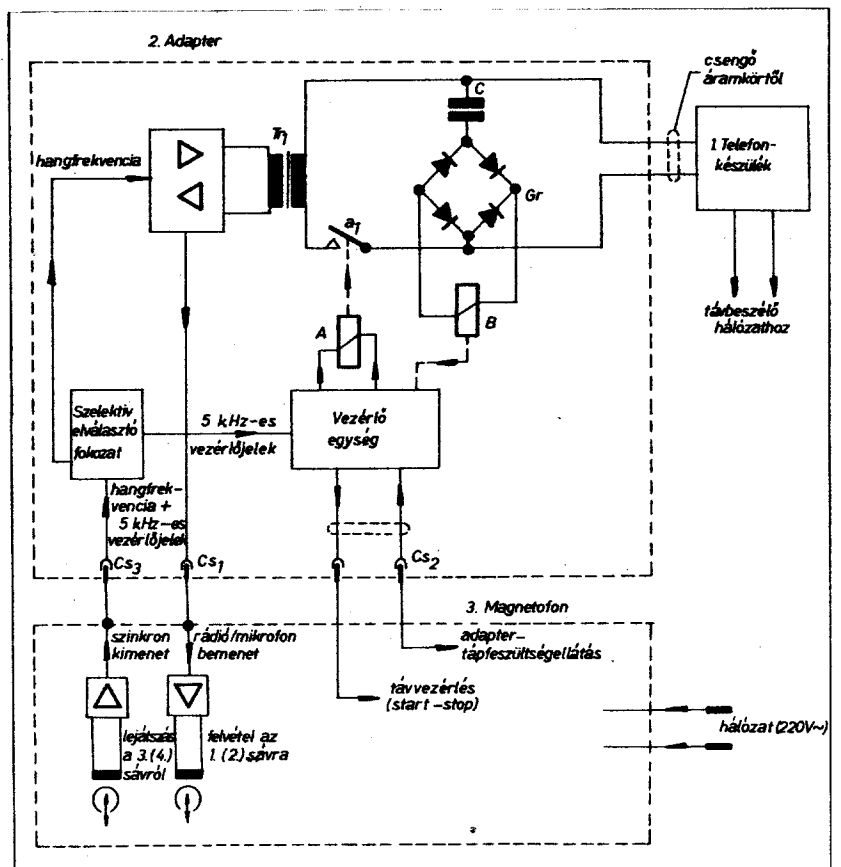 2. Adapter
csengő
áramkörtől
C
Tr1
hangfrekvencia
1. Telefon-
készülék
Gr
a1
A
B
távbeszélő
hálózathoz
Szelektiv
elválasztó
fokozat
5 kHz-es
vezérlőjelek
Vezérlő
egység
hangfrek-
vencia +
5 kHz-es
vezérlőjelek
Cs3
Cs1
Cs2
3. Magnetofon
szinkron
kimenet
rádió/mikrofon
bemenet
adapter-
tápfeszültségellátás
távvezérlés
(start-stop)
hálózat (220V~)
lejátszás
a 3.(4.)
sávról
felvétel az
1. (2.) sávra